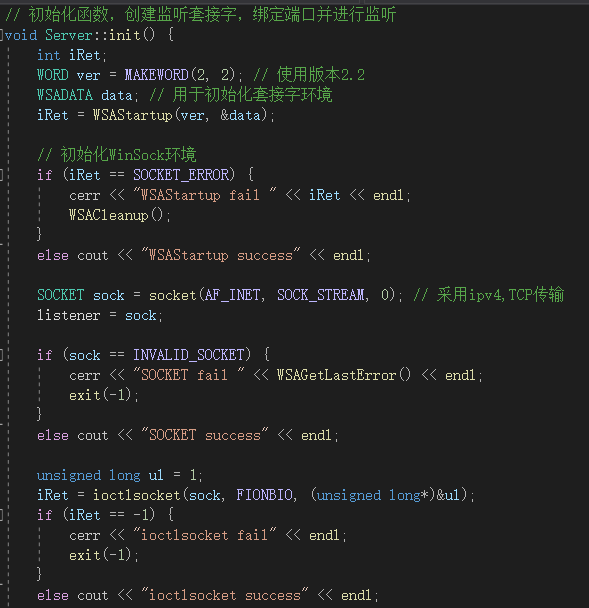 // 初始化函数，创建监听套接字，绑定端口并进行监听
void Server::init() {
    int iRet;
    WORD ver = MAKEWORD(2, 2); // 使用版本2.2
    WSADATA data; // 用于初始化套接字环境
    iRet = WSAStartup(ver, &data);

    // 初始化WinSock环境
    if (iRet == SOCKET_ERROR) {
        cerr << "WSAStartup fail " << iRet << endl;
        WSACleanup();
    }
    else cout << "WSAStartup success" << endl;

    SOCKET sock = socket(AF_INET, SOCK_STREAM, 0); // 采用ipv4,TCP传输
    listener = sock;

    if (sock == INVALID_SOCKET) {
        cerr << "SOCKET fail " << WSAGetLastError() << endl;
        exit(-1);
    }
    else cout << "SOCKET success" << endl;

    unsigned long ul = 1;
    iRet = ioctlsocket(sock, FIONBIO, (unsigned long*)&ul);
    if (iRet == -1) {
        cerr << "ioctlsocket fail" << endl;
        exit(-1);
    }
    else cout << "ioctlsocket success" << endl;